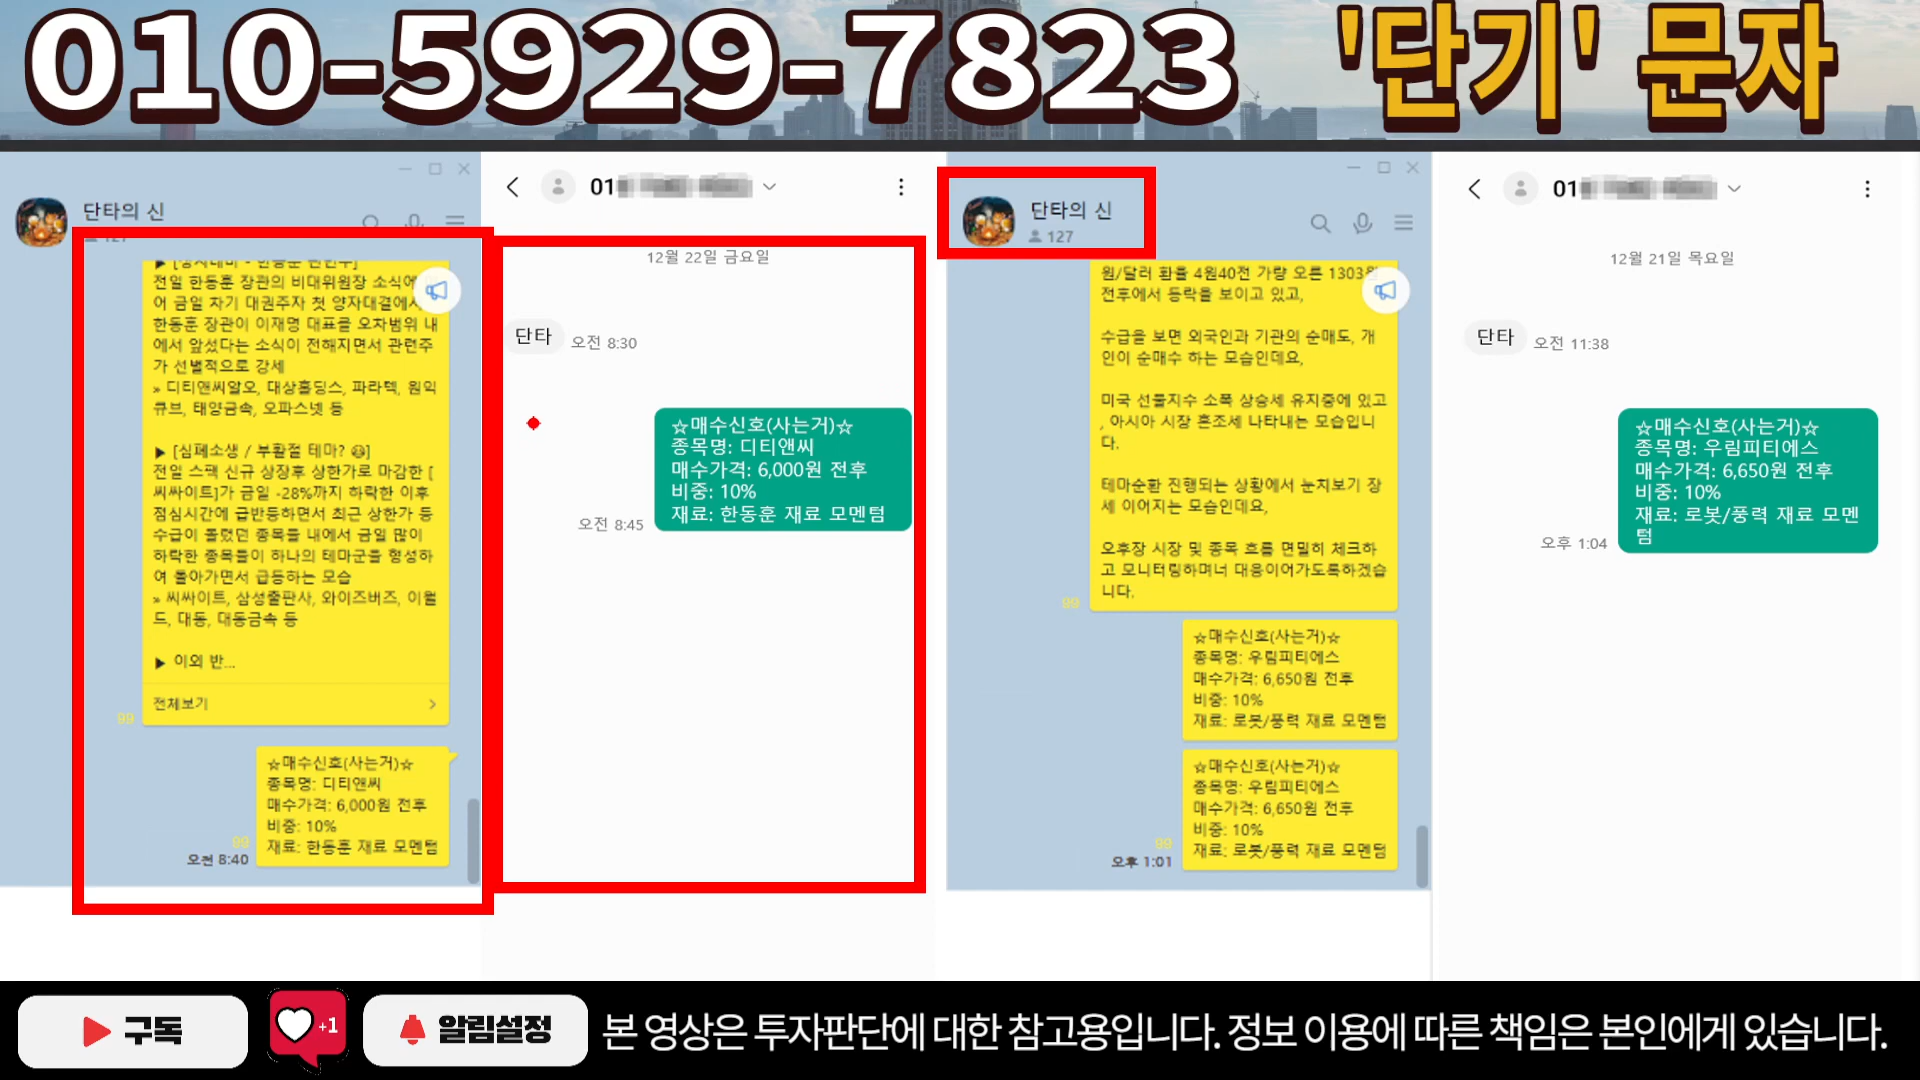 010-5929-7823 '단기' 문자
단타의 신
127
전일 한동훈 장관의 비대위원장 소식에
어 금일 차기 대권주자 첫 양자대결에서
한동훈 장관이 이재명 대표를 오차범위 내
에서 앞섰다는 소식이 전해지면서 관련주
가 선별적으로 강세
» 디티앤씨알오, 대상홀딩스, 파라텍, 원익
큐브, 태양금속, 오파스넷 등
▶ [심폐소생 / 부활절 테마? 😂]
전일 스팩 신규 상장후 상한가로 마감한 [
씨싸이트]가 금일 -28%까지 하락한 이후
점심시간에 급반등하면서 최근 상한가 등
수급이 몰렸던 종목들 내에서 금일 많이
하락한 종목들이 하나의 테마군을 형성하
여 돌아가면서 급등하는 모습
» 씨싸이트, 삼성출판사, 와이즈버즈, 이월
드, 대동, 대동금속 등
▶ 이외 반...
전체보기
99
☆매수신호(사는거)☆
종목명: 디티앤씨
매수가격: 6,000원 전후
비중: 10%
재료: 한동훈 재료 모멘텀
99
오전 8:40
01
12월 22일 금요일
단타
오전 8:30
☆매수신호(사는거)☆
종목명: 디티앤씨
매수가격: 6,000원 전후
비중: 10%
재료: 한동훈 재료 모멘텀
오전 8:45
단타의 신
127
원/달러 환율 4원40전 가량 오른 1303원
전후에서 등락을 보이고 있고,
수급을 보면 외국인과 기관의 순매도, 개
인이 순매수 하는 모습인데요,
미국 선물지수 소폭 상승세 유지중에 있고
, 아시아 시장 혼조세 나타내는 모습입니
다.
테마순환 진행되는 상황에서 눈치보기 장
세 이어지는 모습인데요,
오후장 시장 및 종목 흐름 면밀히 체크하
고 모니터링하며너 대응이어가도록하겠습
니다.
99
☆매수신호(사는거)☆
종목명: 우림피티에스
매수가격: 6,650원 전후
비중: 10%
재료: 로봇/풍력 재료 모멘텀
☆매수신호(사는거)☆
종목명: 우림피티에스
매수가격: 6,650원 전후
비중: 10%
재료: 로봇/풍력 재료 모멘텀
99
오후 1:01
01
12월 21일 목요일
단타
오전 11:38
☆매수신호(사는거)☆
종목명: 우림피티에스
매수가격: 6,650원 전후
비중: 10%
재료: 로봇/풍력 재료 모멘
텀
오후 1:04
구독
+1
알림설정
본 영상은 투자판단에 대한 참고용입니다. 정보 이용에 따른 책임은 본인에게 있습니다.